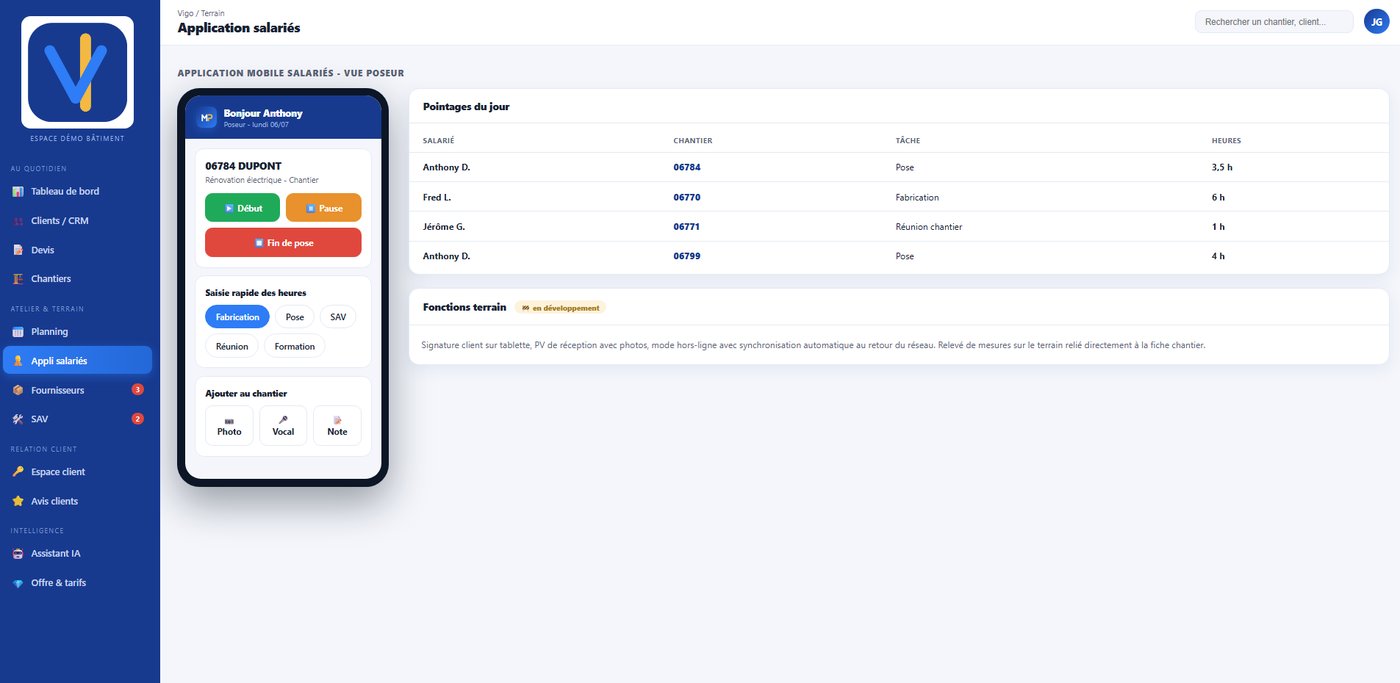 ESPACE DÉMO BÂTIMENT
AU QUOTIDIEN
Tableau de bord
Clients / CRM
Devis
Chantiers
ATELIER & TERRAIN
Planning
Appli salariés
Fournisseurs 3
SAV 2
RELATION CLIENT
Espace client
Avis clients
INTELLIGENCE
Assistant IA
Offre & tarifs
Vigo / Terrain
Application salariés
Rechercher un chantier, client...
JG
APPLICATION MOBILE SALARIÉS - VUE POSEUR
MP
Bonjour Anthony
Poseur - lundi 06/07
06784 DUPONT
Rénovation électrique - Chantier
Début Pause
Fin de pose
Saisie rapide des heures
Fabrication Pose SAV
Réunion Formation
Ajouter au chantier
Photo Vocal Note
Pointages du jour
SALARIÉ CHANTIER TÂCHE HEURES
Anthony D. 06784 Pose 3,5 h
Fred L. 06770 Fabrication 6 h
Jérôme G. 06771 Réunion chantier 1 h
Anthony D. 06799 Pose 4 h
Fonctions terrain en développement
Signature client sur tablette, PV de réception avec photos, mode hors-ligne avec synchronisation automatique au retour du réseau. Relevé de mesures sur le terrain relié directement à la fiche chantier.